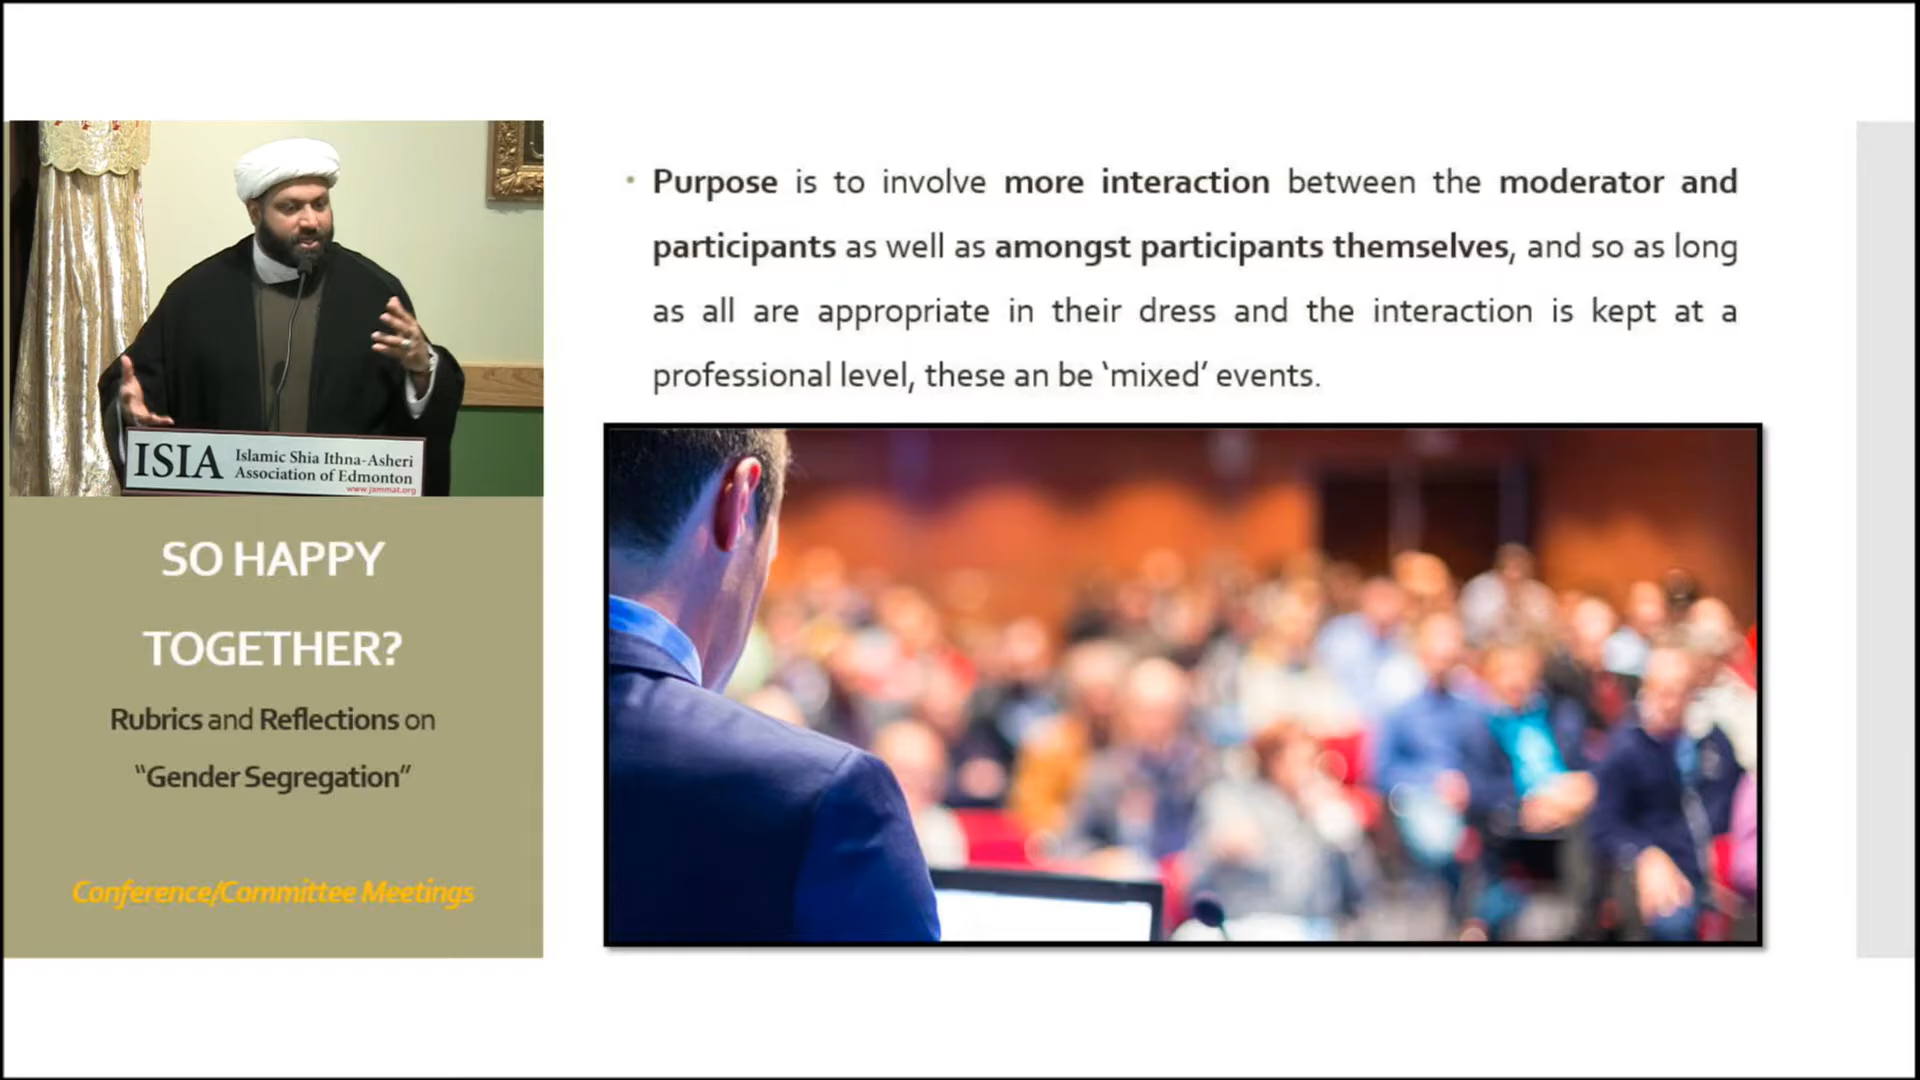 ISIA
Islamic Shia Ithna-Asheri
Association of Edmonton
www.jammat.org
SO HAPPY
TOGETHER?
Rubrics and Reflections on
“Gender Segregation”
Conference/Committee Meetings
• Purpose is to involve more interaction between the moderator and
participants as well as amongst participants themselves, and so as long
as all are appropriate in their dress and the interaction is kept at a
professional level, these an be ‘mixed’ events.